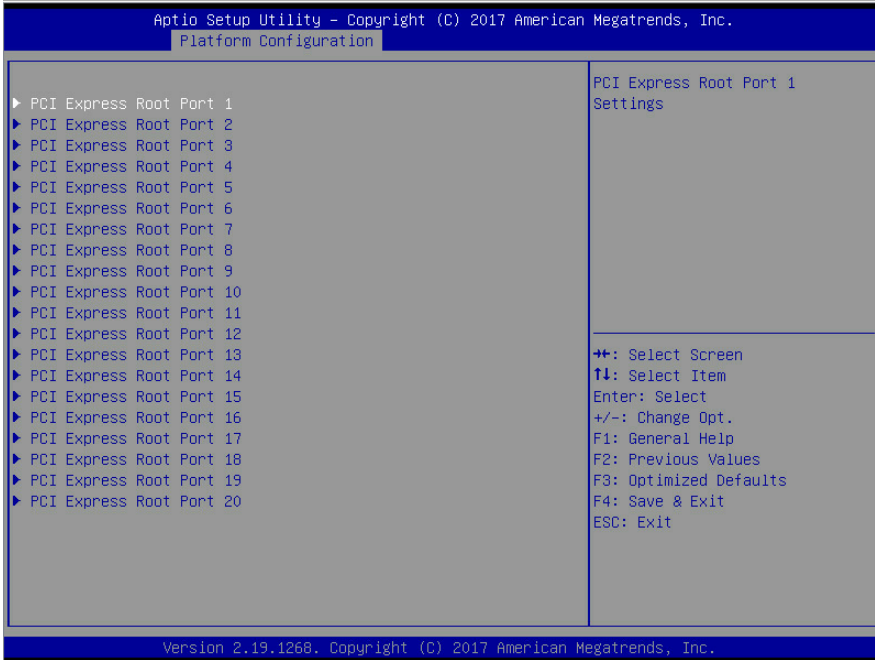 Aptio Setup Utility – Copyright (C) 2017 American Megatrends, Inc.
Platform Configuration
PCI Express Root Port 1
PCI Express Root Port 2
PCI Express Root Port 3
PCI Express Root Port 4
PCI Express Root Port 5
PCI Express Root Port 6
PCI Express Root Port 7
PCI Express Root Port 8
PCI Express Root Port 9
PCI Express Root Port 10
PCI Express Root Port 11
PCI Express Root Port 12
PCI Express Root Port 13
PCI Express Root Port 14
PCI Express Root Port 15
PCI Express Root Port 16
PCI Express Root Port 17
PCI Express Root Port 18
PCI Express Root Port 19
PCI Express Root Port 20
PCI Express Root Port 1
Settings
→←: Select Screen
↑↓: Select Item
Enter: Select
+/-: Change Opt.
F1: General Help
F2: Previous Values
F3: Optimized Defaults
F4: Save & Exit
ESC: Exit
Version 2.19.1268. Copyright (C) 2017 American Megatrends, Inc.